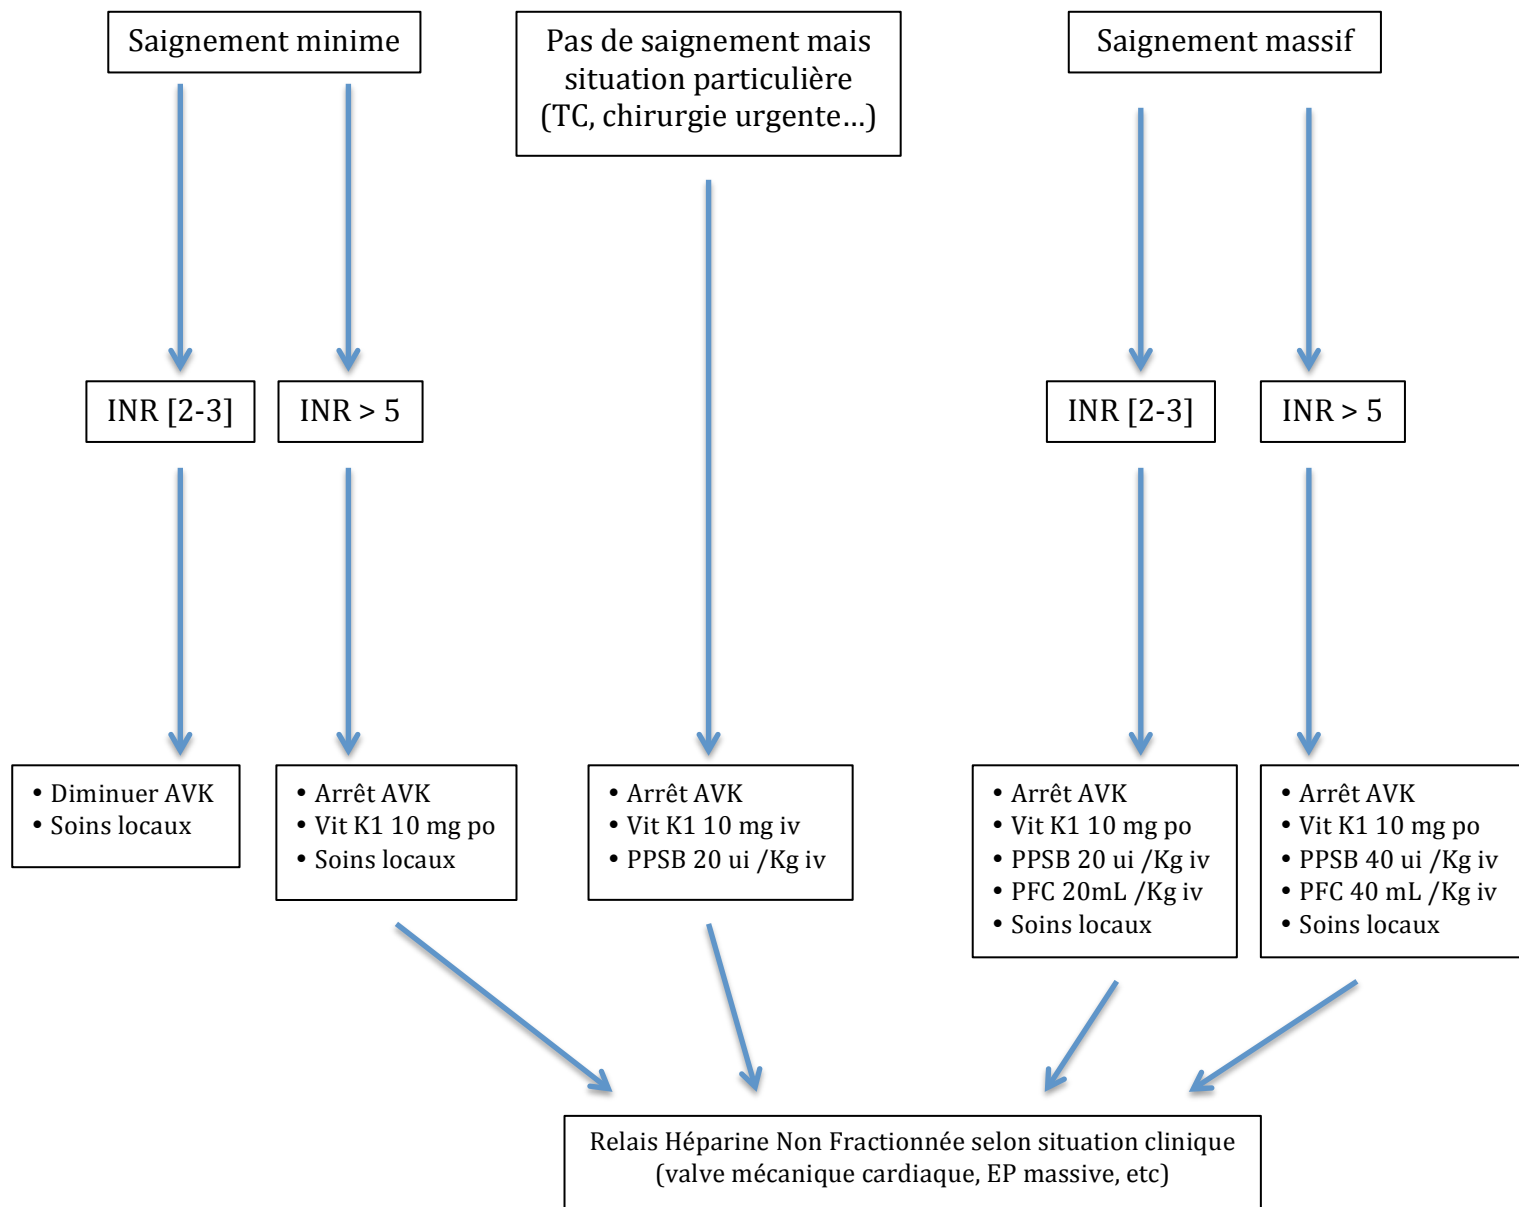 Saignement minime
Pas de saignement mais
situation particulière
(TC, chirurgie urgente…)
Saignement massif
INR [2-3]
INR > 5
INR [2-3]
INR > 5
• Diminuer AVK
• Soins locaux
• Arrêt AVK
• Vit K1 10 mg po
• Soins locaux
• Arrêt AVK
• Vit K1 10 mg iv
• PPSB 20 ui /Kg iv
• Arrêt AVK
• Vit K1 10 mg po
• PPSB 20 ui /Kg iv
• PFC 20mL /Kg iv
• Soins locaux
• Arrêt AVK
• Vit K1 10 mg po
• PPSB 40 ui /Kg iv
• PFC 40 mL /Kg iv
• Soins locaux
Relais Héparine Non Fractionnée selon situation clinique
(valve mécanique cardiaque, EP massive, etc)